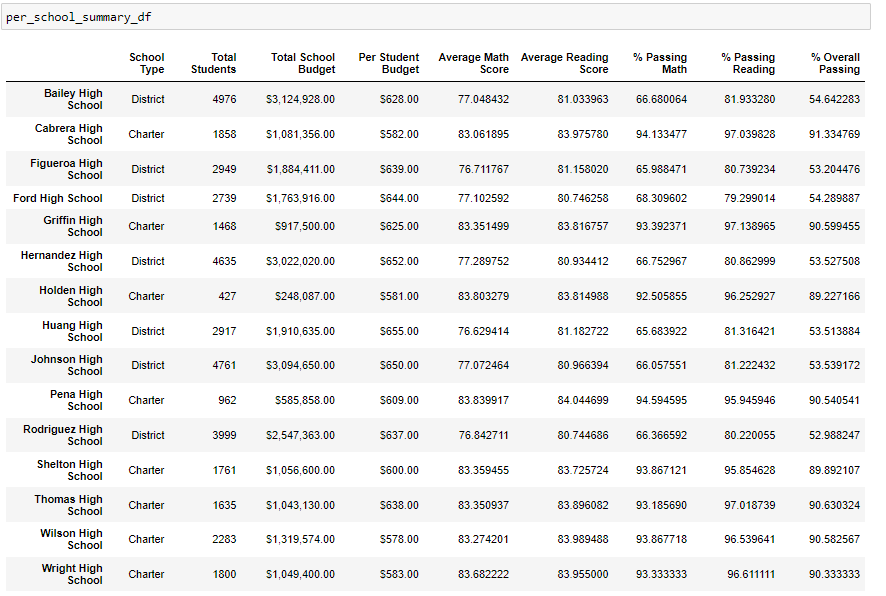 per_school_summary_df
School Type Total Students Total School Budget Per Student Budget Average Math Score Average Reading Score % Passing Math % Passing Reading % Overall Passing
Bailey High School District 4976 $3,124,928.00 $628.00 77.048432 81.033963 66.680064 81.933280 54.642283
Cabrera High School Charter 1858 $1,081,356.00 $582.00 83.061895 83.975780 94.133477 97.039828 91.334769
Figueroa High School District 2949 $1,884,411.00 $639.00 76.711767 81.158020 65.988471 80.739234 53.204476
Ford High School District 2739 $1,763,916.00 $644.00 77.102592 80.746258 68.309602 79.299014 54.289887
Griffin High School Charter 1468 $917,500.00 $625.00 83.351499 83.816757 93.392371 97.138965 90.599455
Hernandez High School District 4635 $3,022,020.00 $652.00 77.289752 80.934412 66.752967 80.862999 53.527508
Holden High School Charter 427 $248,087.00 $581.00 83.803279 83.814988 92.505855 96.252927 89.227166
Huang High School District 2917 $1,910,635.00 $655.00 76.629414 81.182722 65.683922 81.316421 53.513884
Johnson High School District 4761 $3,094,650.00 $650.00 77.072464 80.966394 66.057551 81.222432 53.539172
Pena High School Charter 962 $585,858.00 $609.00 83.839917 84.044699 94.594595 95.945946 90.540541
Rodriguez High School District 3999 $2,547,363.00 $637.00 76.842711 80.744686 66.366592 80.220055 52.988247
Shelton High School Charter 1761 $1,056,600.00 $600.00 83.359455 83.725724 93.867121 95.854628 89.892107
Thomas High School Charter 1635 $1,043,130.00 $638.00 83.350937 83.896082 93.185690 97.018739 90.630324
Wilson High School Charter 2283 $1,319,574.00 $578.00 83.274201 83.989488 93.867718 96.539641 90.582567
Wright High School Charter 1800 $1,049,400.00 $583.00 83.682222 83.955000 93.333333 96.611111 90.333333